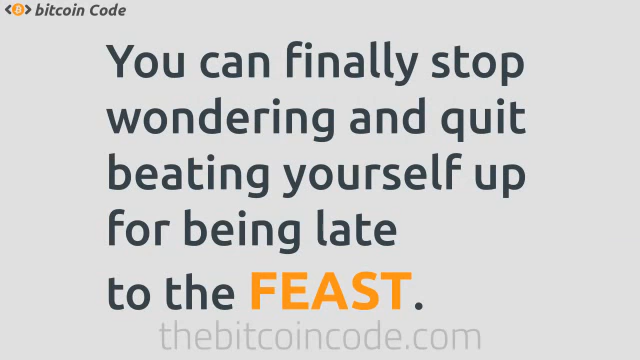 bitcoin Code
You can finally stop
wondering and quit
beating yourself up
for being late
to the FEAST.
thebitcoincode.com